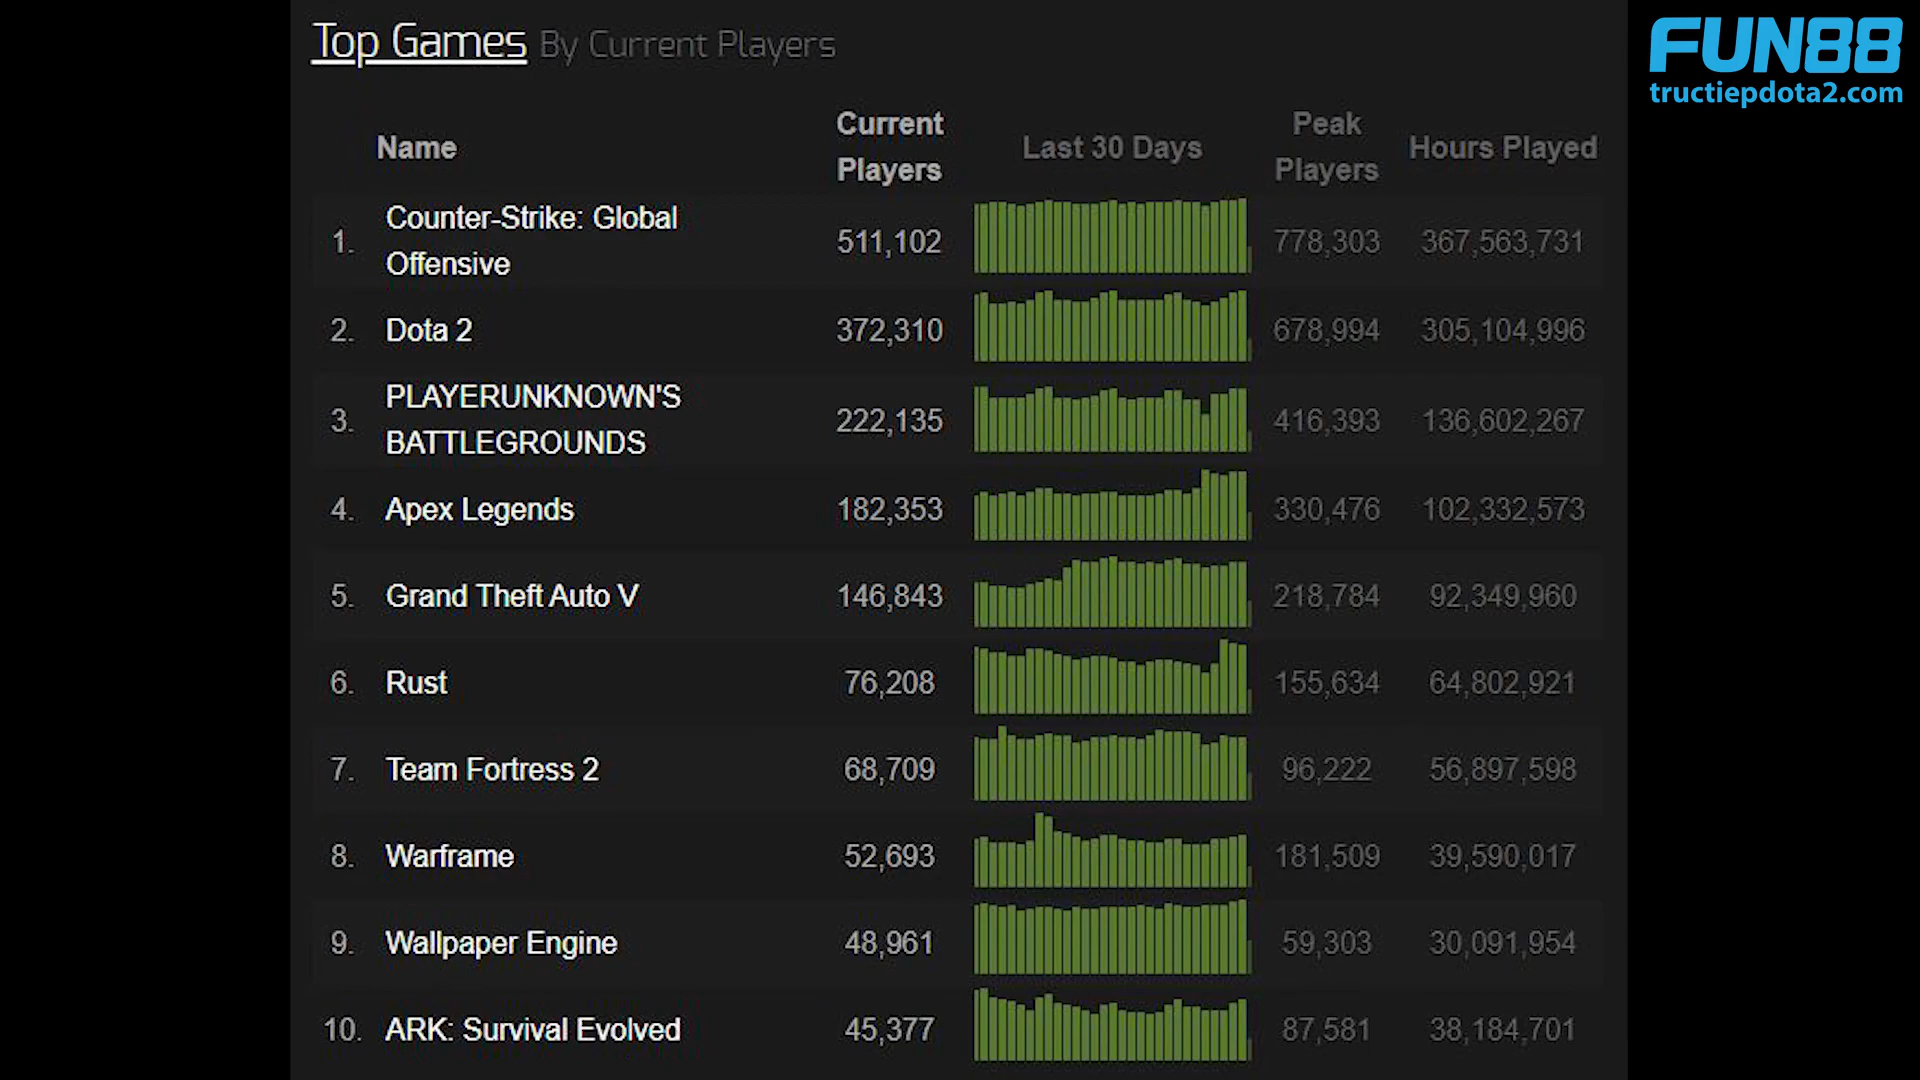 Top Games By Current Players
FUN88
tructiepdota2.com
Name Current Players Last 30 Days Peak Players Hours Played
1. Counter-Strike: Global Offensive 511,102 778,303 367,563,731
2. Dota 2 372,310 678,994 305,104,996
3. PLAYERUNKNOWN'S BATTLEGROUNDS 222,135 416,393 136,602,267
4. Apex Legends 182,353 330,476 102,332,573
5. Grand Theft Auto V 146,843 218,784 92,349,960
6. Rust 76,208 155,634 64,802,921
7. Team Fortress 2 68,709 96,222 56,897,598
8. Warframe 52,693 181,509 39,590,017
9. Wallpaper Engine 48,961 59,303 30,091,954
10. ARK: Survival Evolved 45,377 87,581 38,184,701